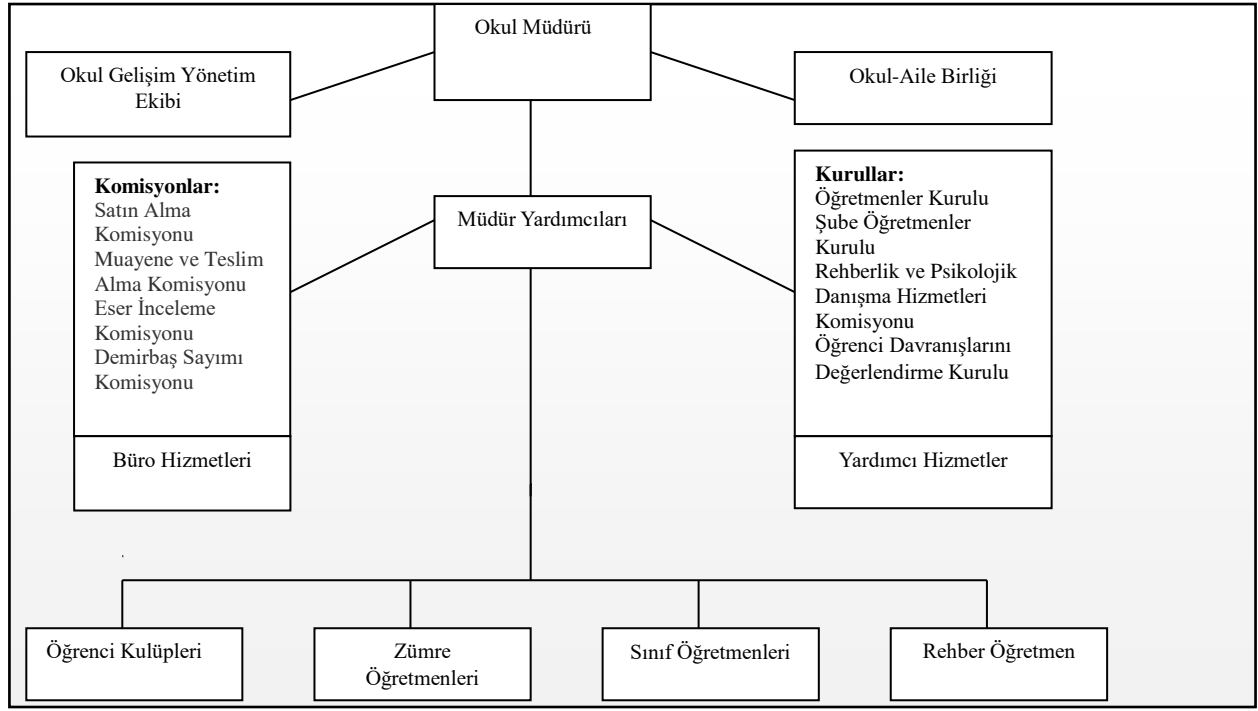 Okul Müdürü
Okul Gelişim Yönetim
Ekibi
Okul-Aile Birliği
Komisyonlar:
Satın Alma
Komisyonu
Muayene ve Teslim
Alma Komisyonu
Eser İnceleme
Komisyonu
Demirbaş Sayımı
Komisyonu
Müdür Yardımcıları
Kurullar:
Öğretmenler Kurulu
Şube Öğretmenler
Kurulu
Rehberlik ve Psikolojik
Danışma Hizmetleri
Komisyonu
Öğrenci Davranışlarını
Değerlendirme Kurulu
Büro Hizmetleri
Yardımcı Hizmetler
Öğrenci Kulüpleri
Zümre
Öğretmenleri
Sınıf Öğretmenleri
Rehber Öğretmen